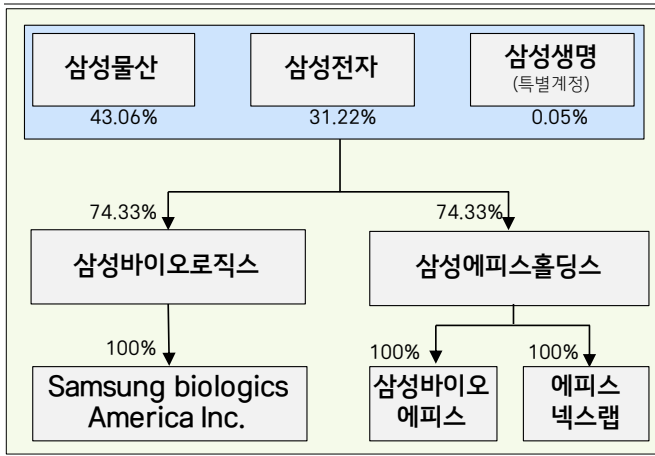 삼성물산
삼성전자
삼성생명
(특별계정)
43.06%
31.22%
0.05%
74.33%
74.33%
삼성바이오로직스
삼성에피스홀딩스
100%
100%
100%
Samsung biologics
America Inc.
삼성바이오
에피스
에피스
넥스랩